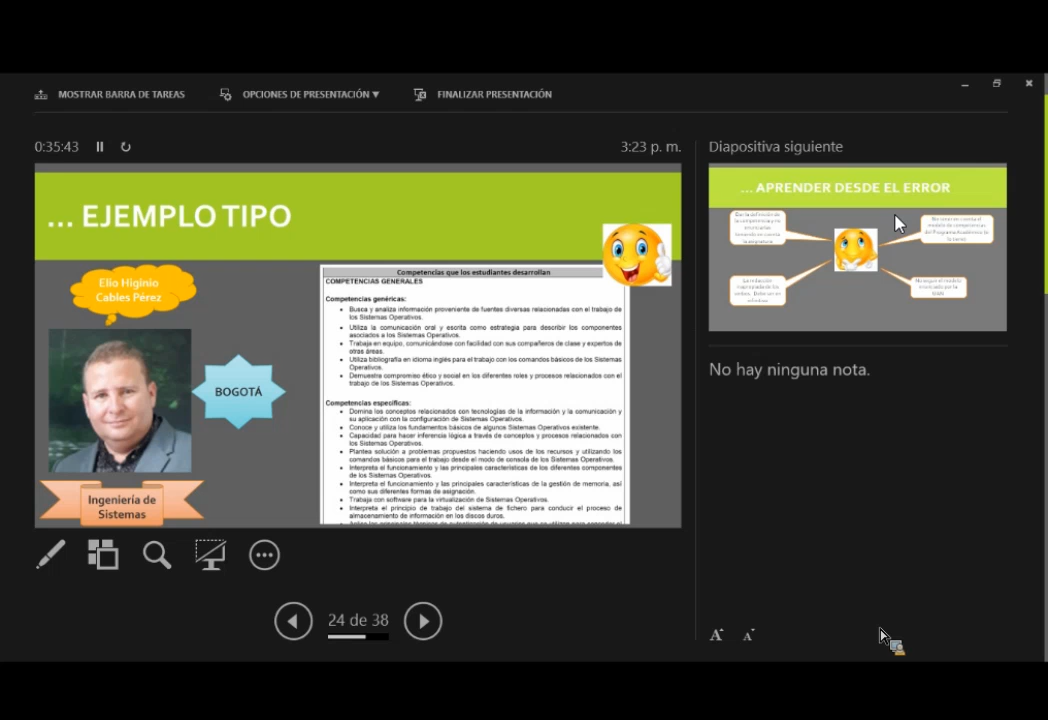 MOSTRAR BARRA DE TAREAS
OPCIONES DE PRESENTACIÓN ▼
FINALIZAR PRESENTACIÓN
0:35:43
3:23 p. m.
... EJEMPLO TIPO
Elio Higinio
Cables Pérez
BOGOTÁ
Ingeniería de
Sistemas
Competencias que los estudiantes desarrollan
COMPETENCIAS GENERALES
Competencias genéricas:
• Busca y analiza información proveniente de fuentes diversas relacionadas con el trabajo de
los Sistemas Operativos.
• Utiliza la comunicación oral y escrita como estrategia para describir los componentes
asociados a los Sistemas Operativos.
• Trabaja en equipo, comunicándose con facilidad con sus compañeros de clase y expertos de
otras áreas.
• Utiliza bibliografía en idioma inglés para el trabajo con los comandos básicos de los Sistemas
Operativos.
• Demuestra compromiso ético y social en los diferentes roles y procesos relacionados con el
trabajo de los Sistemas Operativos.
Competencias específicas:
• Domina los conceptos relacionados con tecnologías de la información y la comunicación y
su aplicación con la configuración de Sistemas Operativos.
• Conoce y utiliza los fundamentos básicos de algunos Sistemas Operativos existente.
• Capacidad para hacer inferencia lógica a través de conceptos y procesos relacionados con
los Sistemas Operativos.
• Plantea solución a problemas propuestos haciendo usos de los recursos y utilizando los
comandos básicos para el trabajo desde el modo de consola de los Sistemas Operativos.
• Interpreta el funcionamiento y las principales características de los diferentes componentes
de los Sistemas Operativos.
• Interpreta el funcionamiento y las principales características de la gestión de memoria, así
como sus diferentes formas de asignación.
• Trabaja con software para la virtualización de Sistemas Operativos.
• Interpreta el principio de trabajo del sistema de fichero para conducir el proceso de
almacenamiento de información en los discos duros.
24 de 38
Diapositiva siguiente
... APRENDER DESDE EL ERROR
No hay ninguna nota.
A A